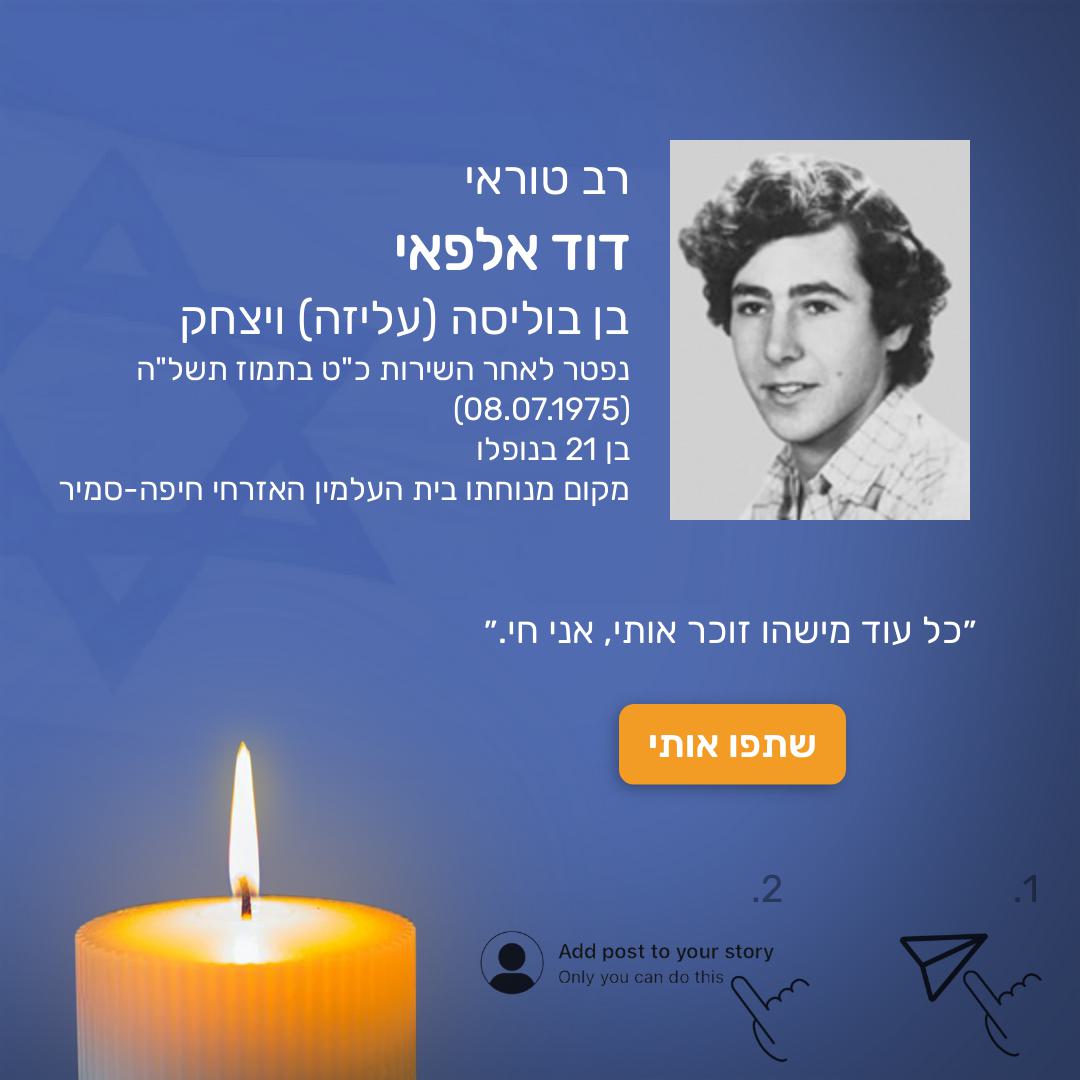 רב טוראי
דוד אלפאי
בן בוליסה (עליזה) ויצחק
נפטר לאחר השירות כ"ט בתמוז תשל"ה
(08.07.1975)
בן 21 בנופלו
מקום מנוחתו בית העלמין האזרחי חיפה-סמיר
״כל עוד מישהו זוכר אותי, אני חי.״
שתפו אותי
.1
.2
Add post to your story
Only you can do this